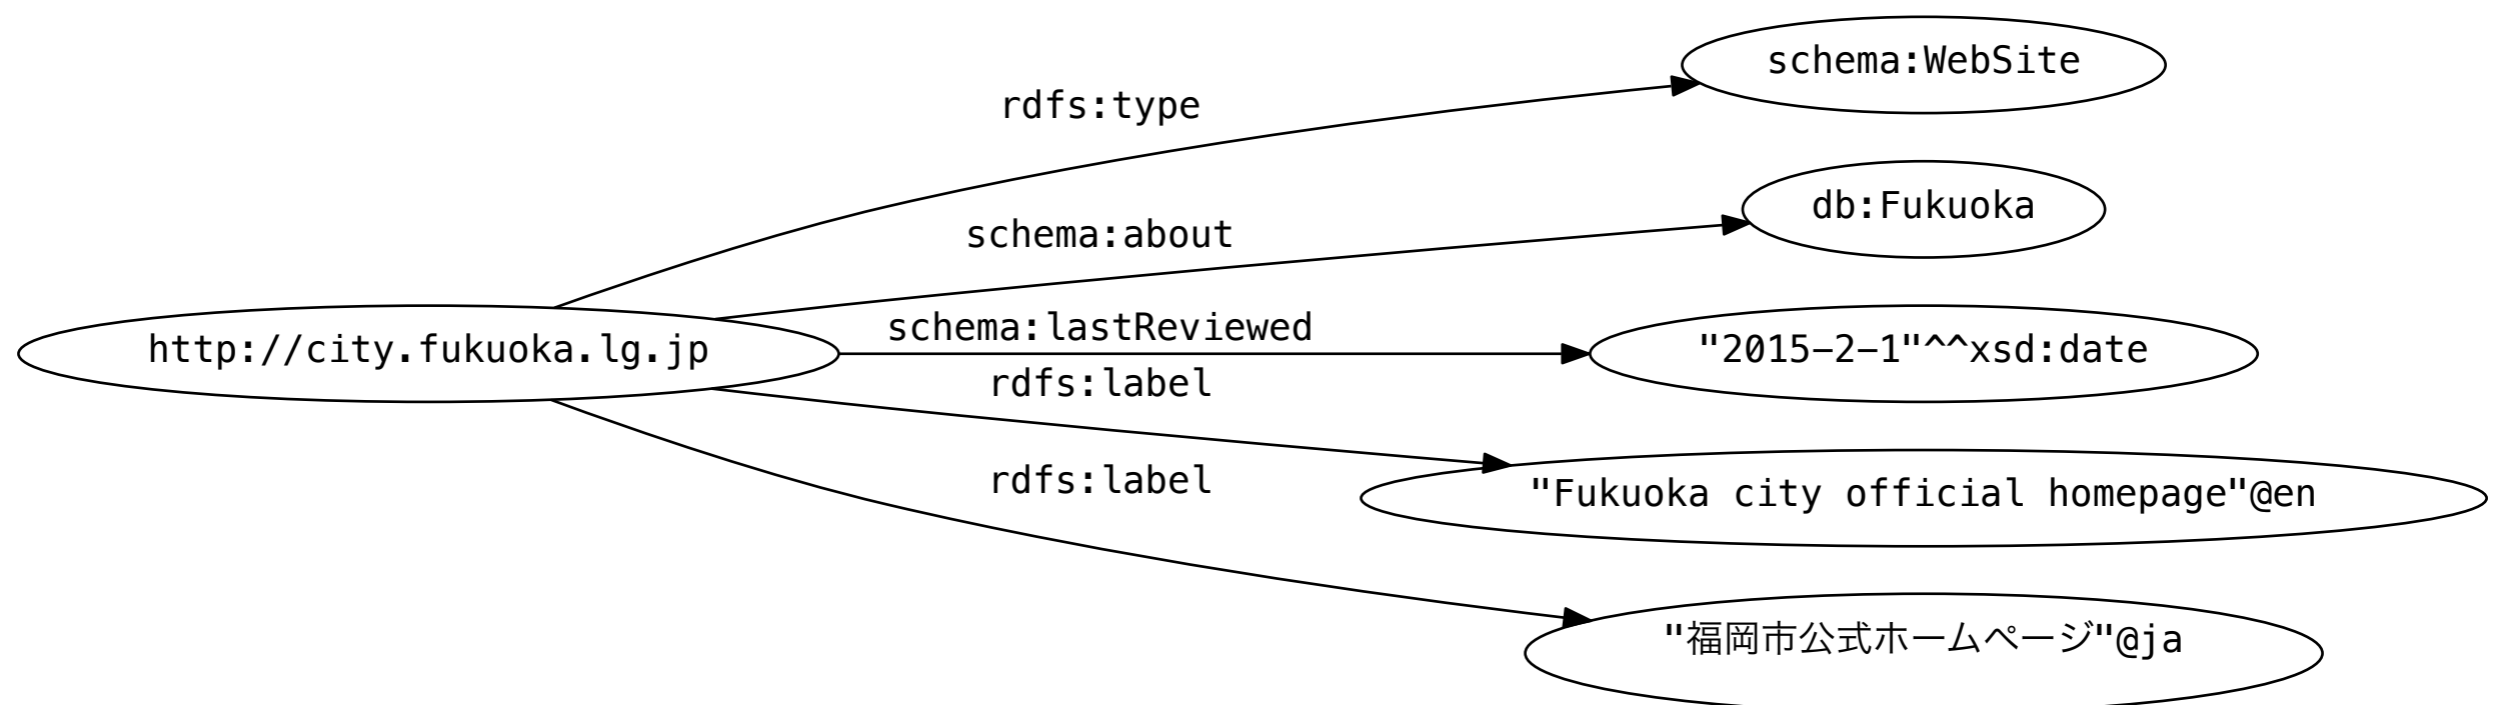 schema:WebSite
rdfs:type
db:Fukuoka
schema:about
schema:lastReviewed
http://city.fukuoka.lg.jp
"2015-2-1"^^xsd:date
rdfs:label
rdfs:label
"Fukuoka city official homepage"@en
"福岡市公式ホームページ"@ja